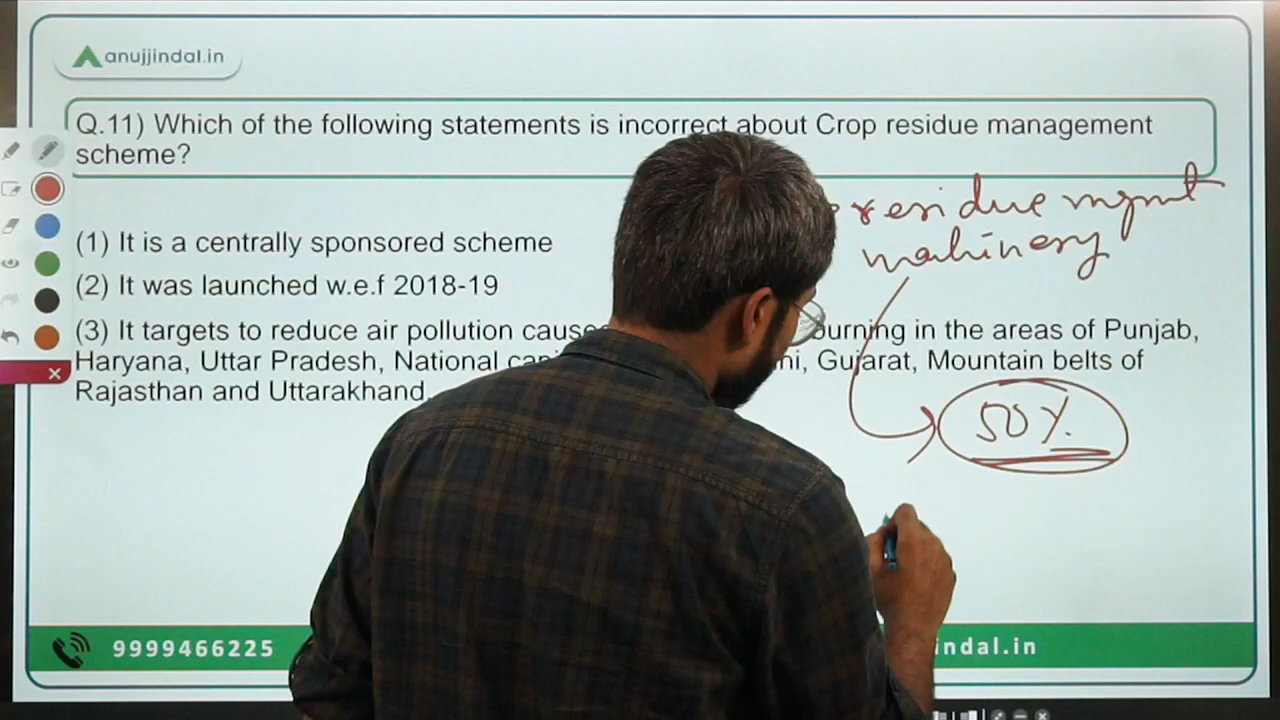 anujjindal.in
Q.11) Which of the following statements is incorrect about Crop residue management
scheme?
residue mgmt
machinery
(1) It is a centrally sponsored scheme
(2) It was launched w.e.f 2018-19
(3) It targets to reduce air pollution burning in the areas of Punjab,
Haryana, Uttar Pradesh, National Gujarat, Mountain belts of
Rajasthan and Uttarakhand.
50%
9999466225
indal.in